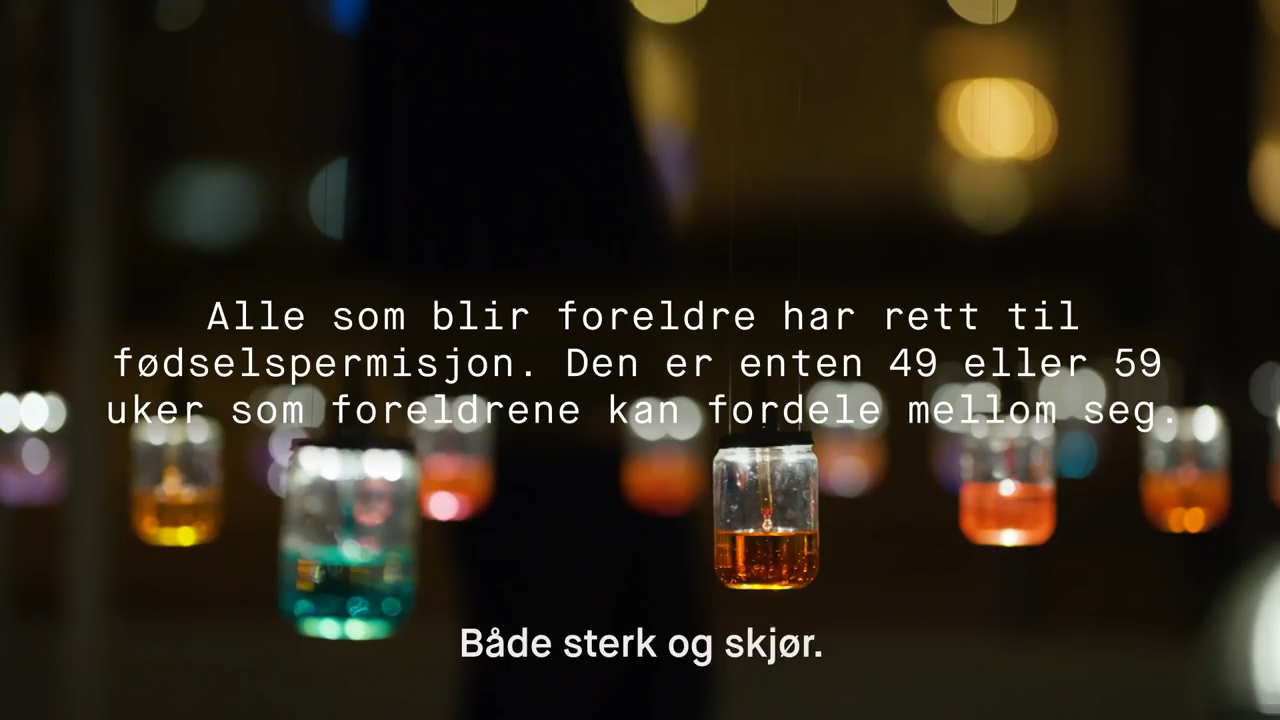 Alle som blir foreldre har rett til
fødselspermisjon. Den er enten 49 eller 59
uker som foreldrene kan fordele mellom seg.
Både sterk og skjør.